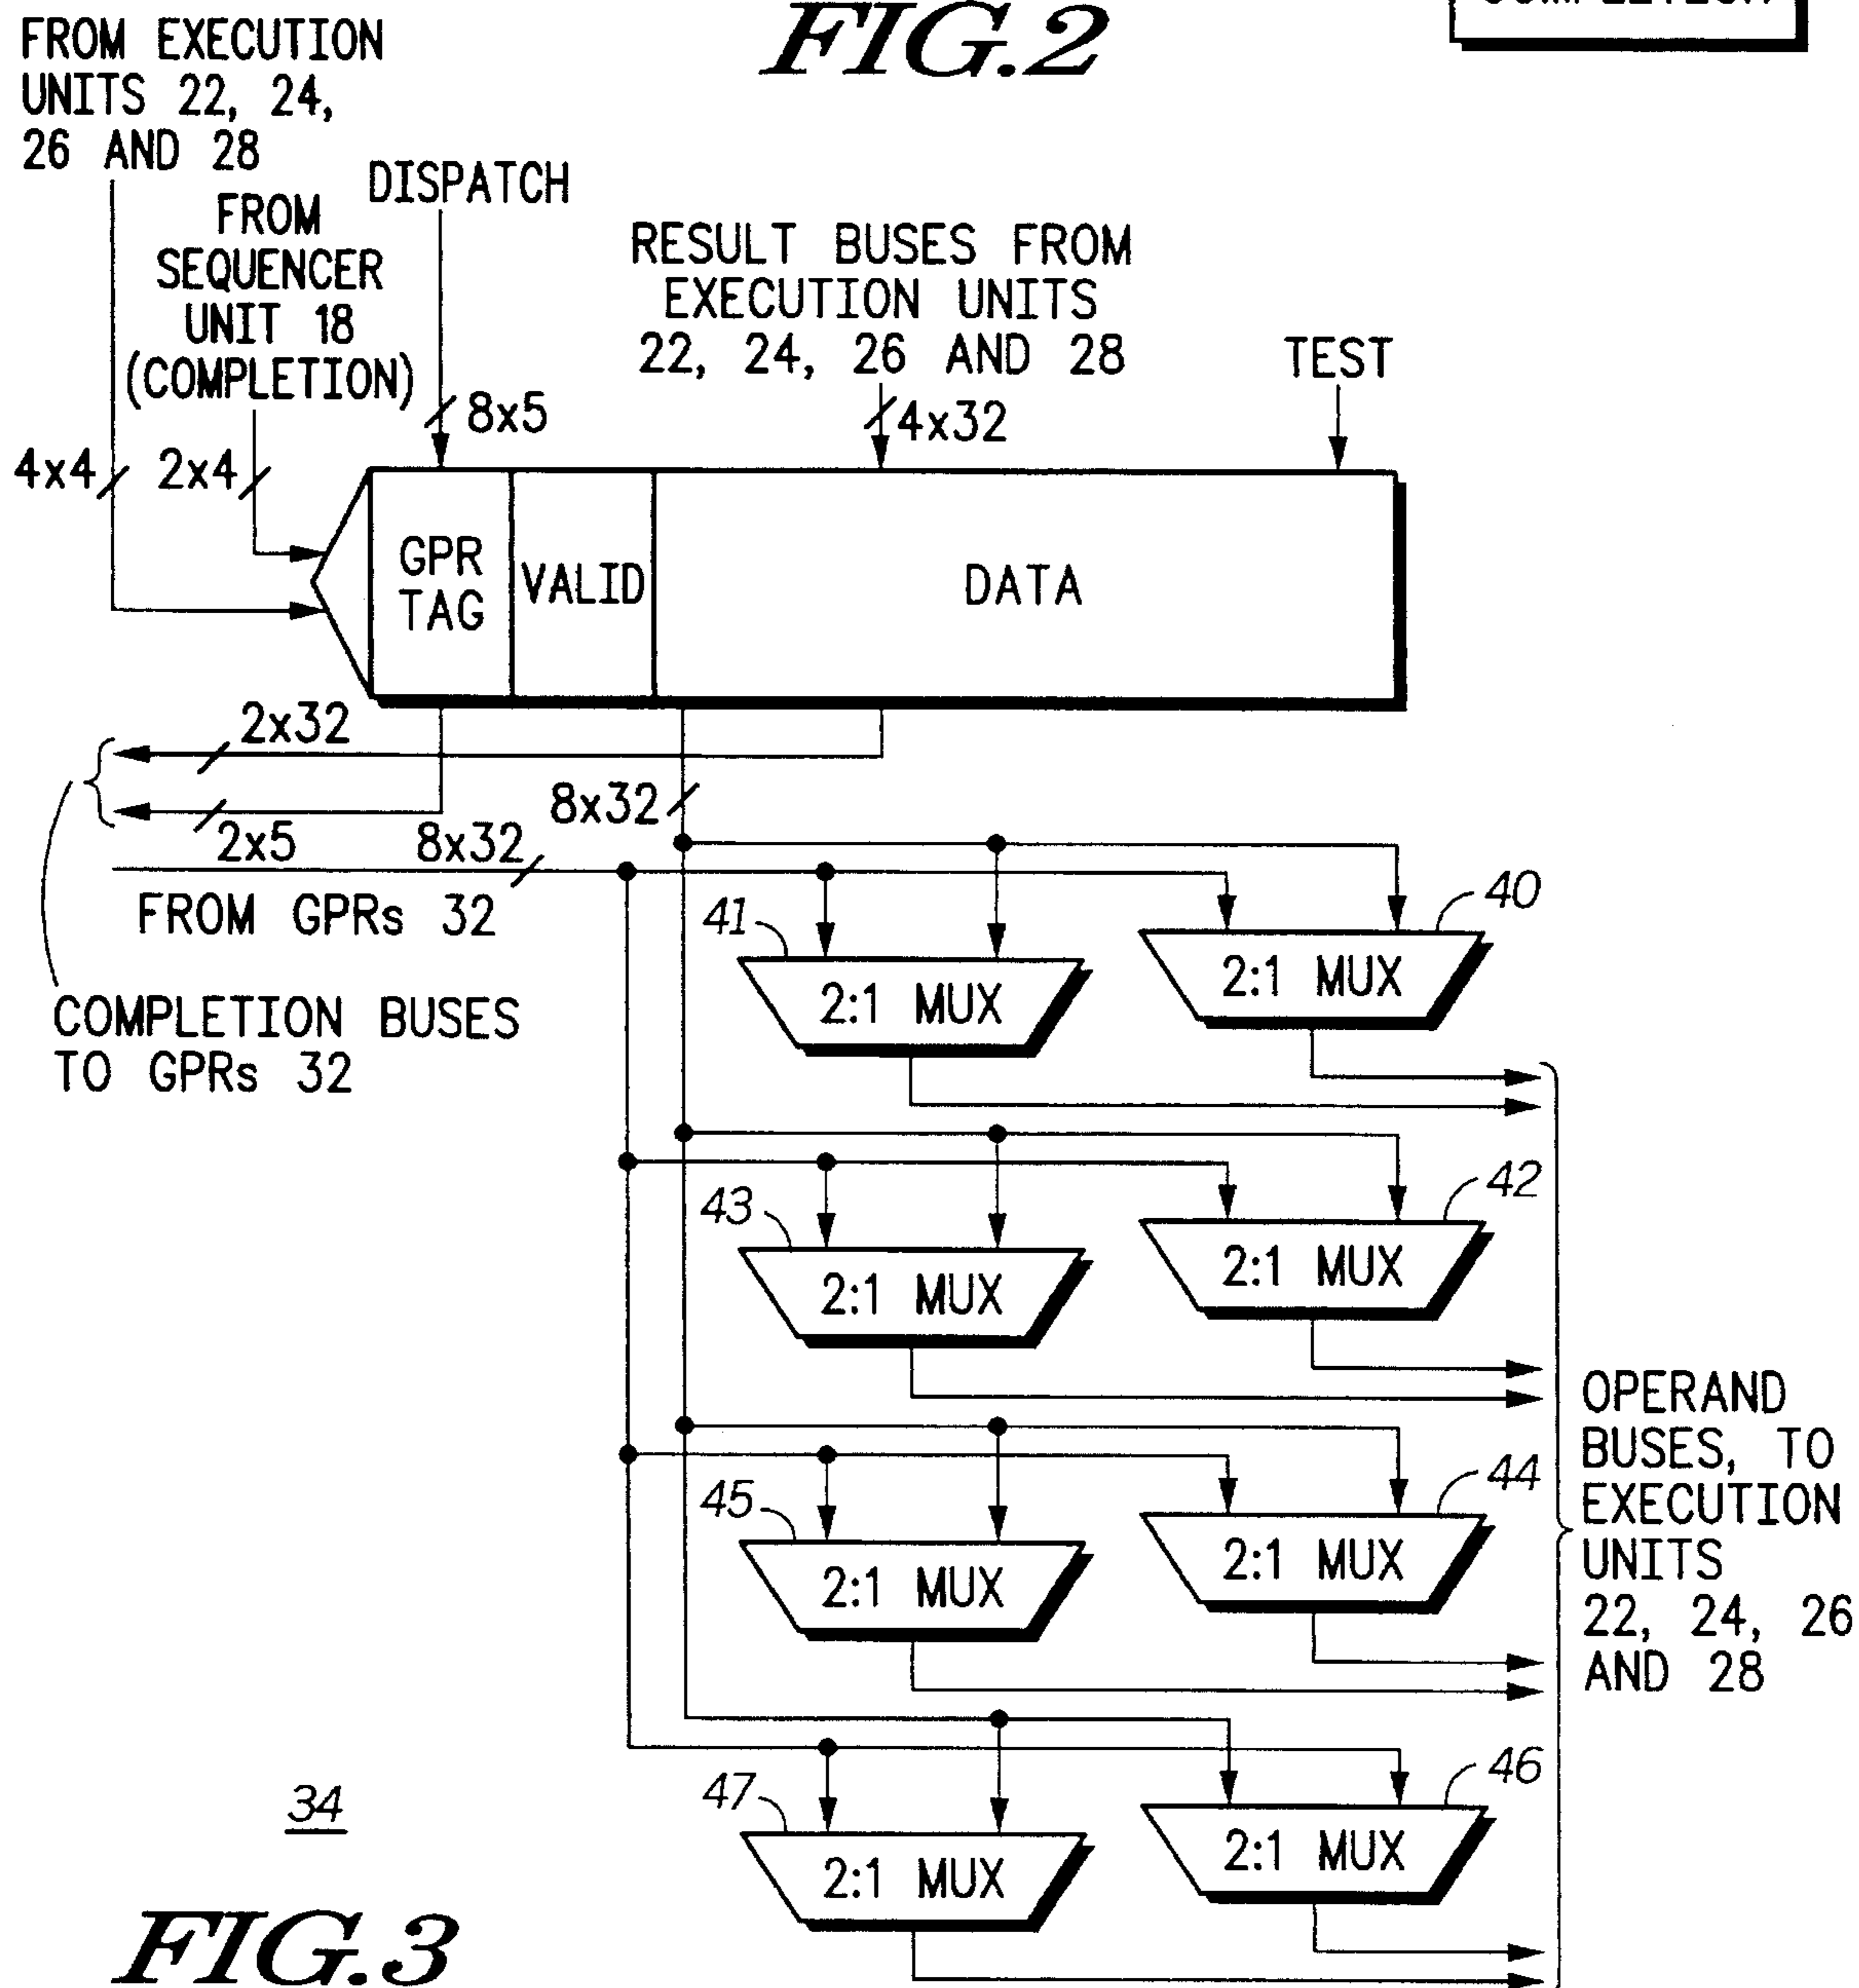 FIG.2
FROM EXECUTION
UNITS 22, 24,
26 AND 28
FROM
SEQUENCER
UNIT 18
(COMPLETION)
DISPATCH
RESULT BUSES FROM
EXECUTION UNITS
22, 24, 26 AND 28
TEST
4x4
2x4
8x5
4x32
GPR
TAG
VALID
DATA
2x32
2x5
8x32
8x32
FROM GPRs 32
COMPLETION BUSES
TO GPRs 32
41
2:1 MUX
40
2:1 MUX
43
2:1 MUX
42
2:1 MUX
45
2:1 MUX
44
2:1 MUX
47
2:1 MUX
46
2:1 MUX
OPERAND
BUSES, TO
EXECUTION
UNITS
22, 24, 26
AND 28
34
FIG.3